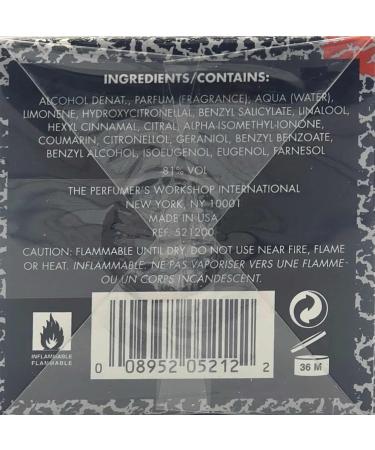 INGREDIENTS/CONTAINS:
ALCOHOL DENAT., PARFUM (FRAGRANCE), AQUA (WATER),
LIMONENE, HYDROXYCITRONELLAL, BENZYL SALICYLATE, LINALOOL,
HEXYL CINNAMAL, CITRAL, ALPHA-ISOMETHYL-IONONE,
COUMARIN, CITRONELLOL, GERANIOL, BENZYL BENZOATE,
BENZYL ALCOHOL, ISOEUGENOL, EUGENOL, FARNESOL
81% VOL
THE PERFUMER'S WORKSHOP INTERNATIONAL
NEW YORK, NY 10001
MADE IN USA
REF. 521200
CAUTION: FLAMMABLE UNTIL DRY. DO NOT USE NEAR FIRE, FLAME
OR HEAT. INFLAMMABLE. NE PAS VAPORISER VERS UNE FLAMME
OU UN CORPS INCANDESCENT.
INFLAMMABLE
FLAMMABLE
0 08952 05212 2
36 M